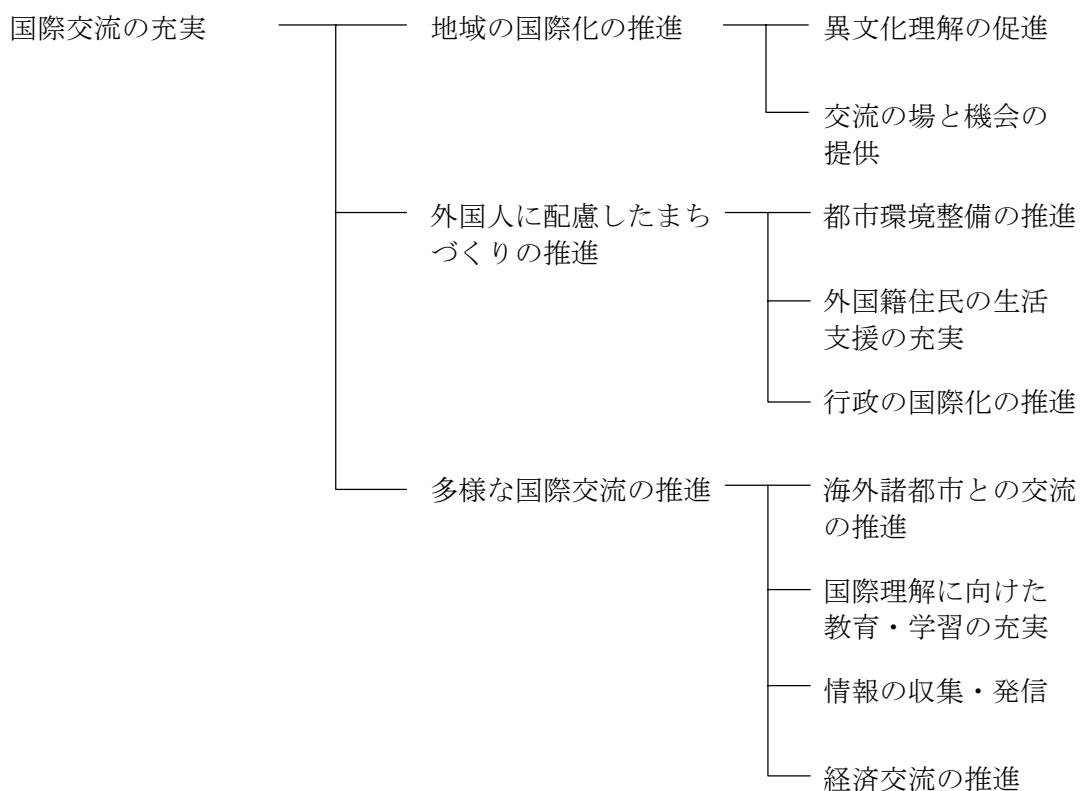 国際交流の充実
地域の国際化の推進
異文化理解の促進
交流の場と機会の
提供
外国人に配慮したまち
づくりの推進
都市環境整備の推進
外国籍住民の生活
支援の充実
行政の国際化の推進
多様な国際交流の推進
海外諸都市との交流
の推進
国際理解に向けた
教育・学習の充実
情報の収集・発信
経済交流の推進